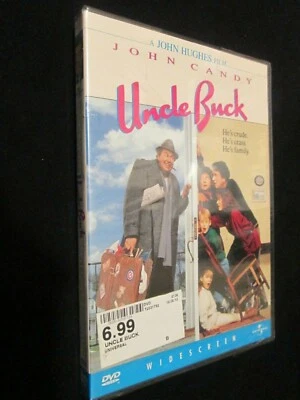 A JOHN HUGHES FILM
JOHN CANDY
Uncle Buck
He's crude.
He's crass.
He's family.
6.99
UNCLE BUCK
UNIVERSAL
DVD
WIDESCREEN
UNIVERSAL